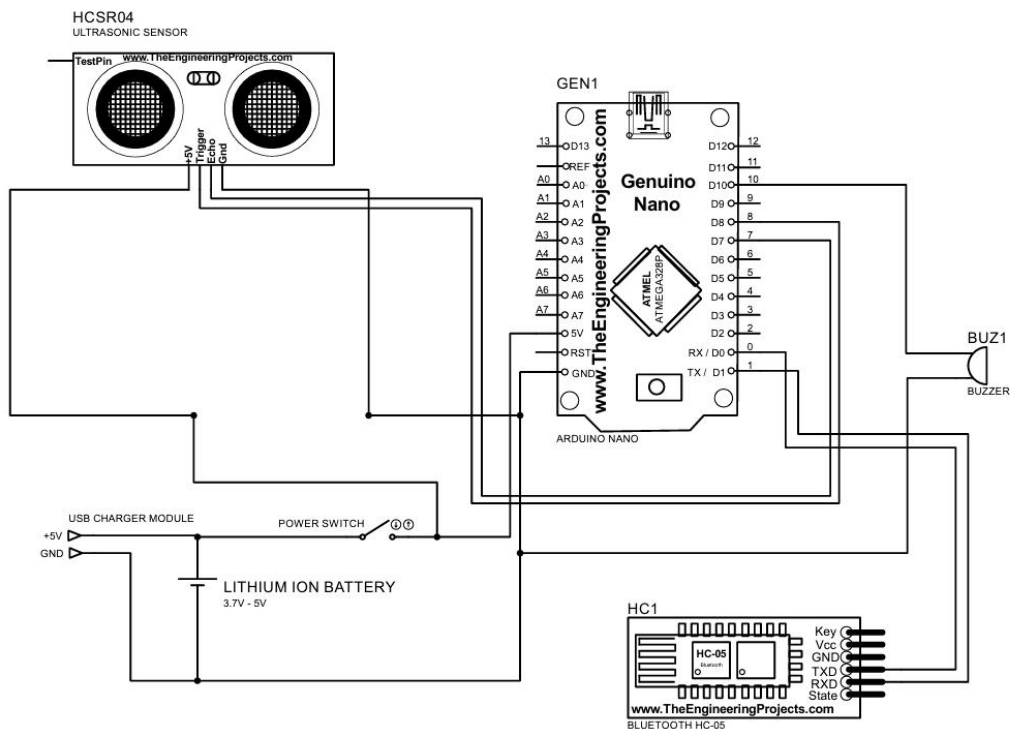 HCSR04
ULTRASONIC SENSOR
TestPin
www.TheEngineeringProjects.com
+5V
Trigger
Echo
Gnd
GEN1
www.TheEngineeringProjects.com
Genuino
Nano
ATMEL
ATMEGA328P
13 D13
REF
A0 A0
A1 A1
A2 A2
A3 A3
A4 A4
A5 A5
A6 A6
A7 A7
5V
RST
GND
D12 12
D11 11
D10 10
D9 9
D8 8
D7 7
D6 6
D5 5
D4 4
D3 3
D2 2
RX / D0 0
TX / D1 1
ARDUINO NANO
BUZ1
BUZZER
USB CHARGER MODULE
+5V
GND
POWER SWITCH
LITHIUM ION BATTERY
3.7V - 5V
HC1
HC-05
Bluetooth
Key
Vcc
GND
TXD
RXD
State
www.TheEngineeringProjects.com
BLUETOOTH HC-05